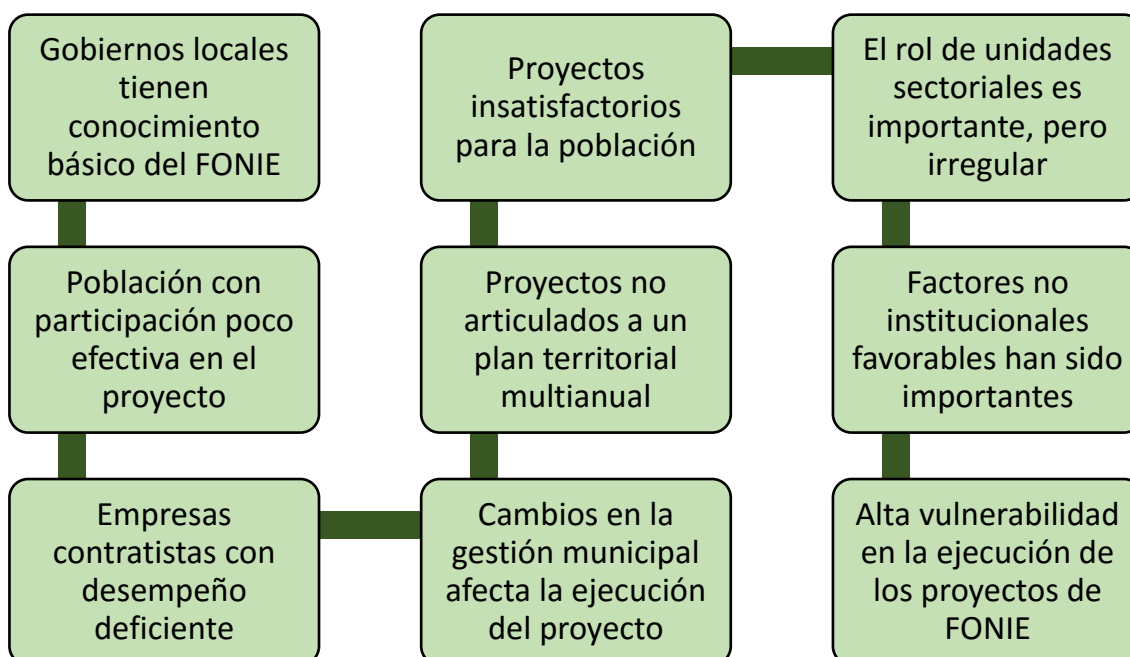 Gobiernos locales
tienen
conocimiento
básico del FONIE
Población con
participación poco
efectiva en el
proyecto
Empresas
contratistas con
desempeño
deficiente
Cambios en la
gestión municipal
afecta la ejecución
del proyecto
Proyectos no
articulados a un
plan territorial
multianual
Proyectos
insatisfactorios
para la población
El rol de unidades
sectoriales es
importante, pero
irregular
Factores no
institucionales
favorables han sido
importantes
Alta vulnerabilidad
en la ejecución de
los proyectos de
FONIE